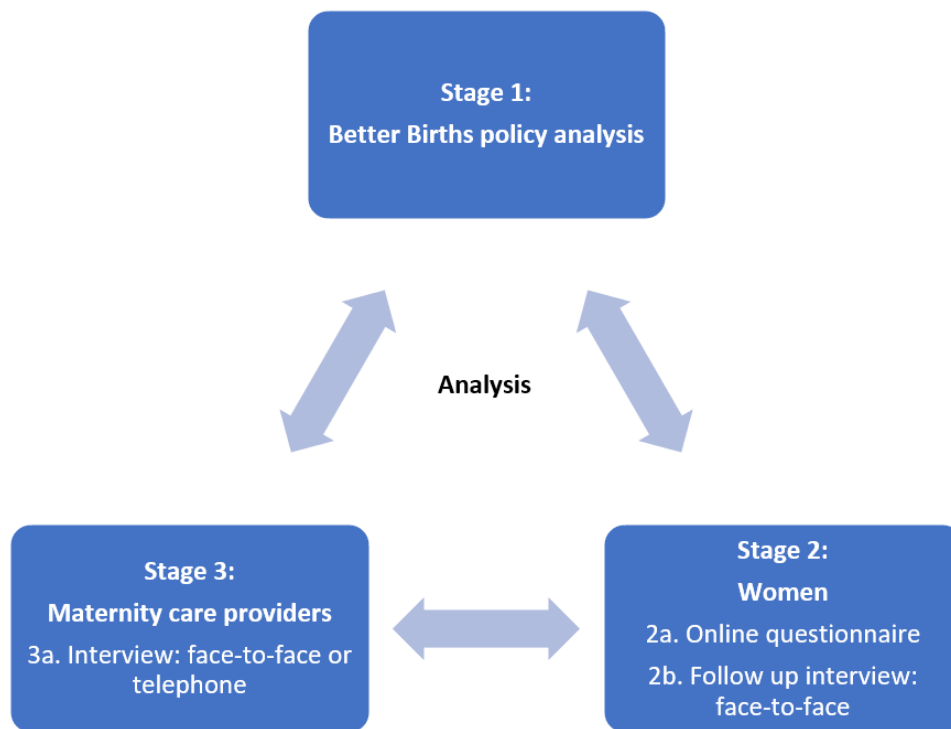 Stage 1:
Better Births policy analysis
Analysis
Stage 3:
Maternity care providers
3a. Interview: face-to-face or
telephone
Stage 2:
Women
2a. Online questionnaire
2b. Follow up interview:
face-to-face